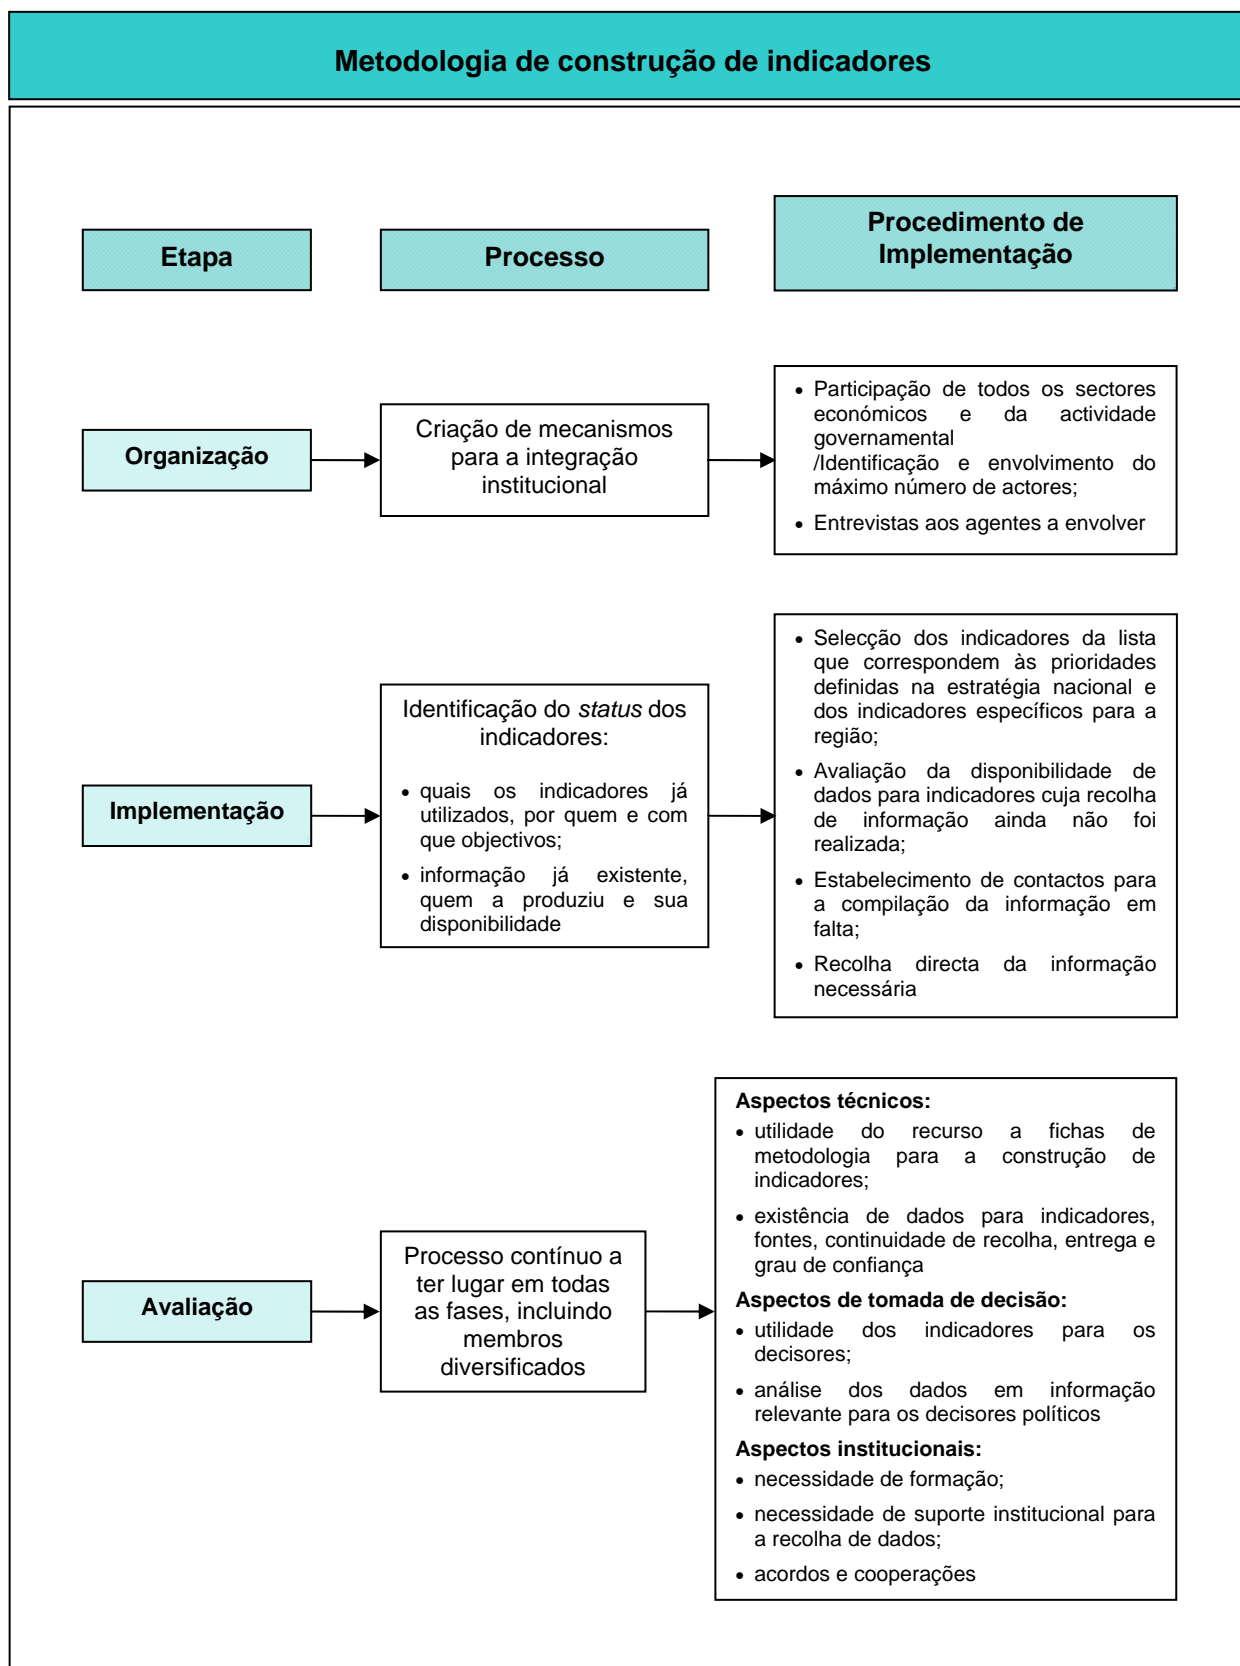 Metodologia de construção de indicadores
Etapa
Processo
Procedimento de
Implementação
Organização
Criação de mecanismos
para a integração
institucional
• Participação de todos os sectores
económicos e da actividade
governamental
/Identificação e envolvimento do
máximo número de actores;
• Entrevistas aos agentes a envolver
Implementação
Identificação do status dos
indicadores:
• quais os indicadores já
utilizados, por quem e com
que objectivos;
• informação já existente,
quem a produziu e sua
disponibilidade
• Selecção dos indicadores da lista
que correspondem às prioridades
definidas na estratégia nacional e
dos indicadores específicos para a
região;
• Avaliação da disponibilidade de
dados para indicadores cuja recolha
de informação ainda não foi
realizada;
• Estabelecimento de contactos para
a compilação da informação em
falta;
• Recolha directa da informação
necessária
Avaliação
Processo contínuo a
ter lugar em todas
as fases, incluindo
membros
diversificados
Aspectos técnicos:
• utilidade do recurso a fichas de
metodologia para a construção de
indicadores;
• existência de dados para indicadores,
fontes, continuidade de recolha, entrega e
grau de confiança
Aspectos de tomada de decisão:
• utilidade dos indicadores para os
decisores;
• análise dos dados em informação
relevante para os decisores políticos
Aspectos institucionais:
• necessidade de formação;
• necessidade de suporte institucional para
a recolha de dados;
• acordos e cooperações